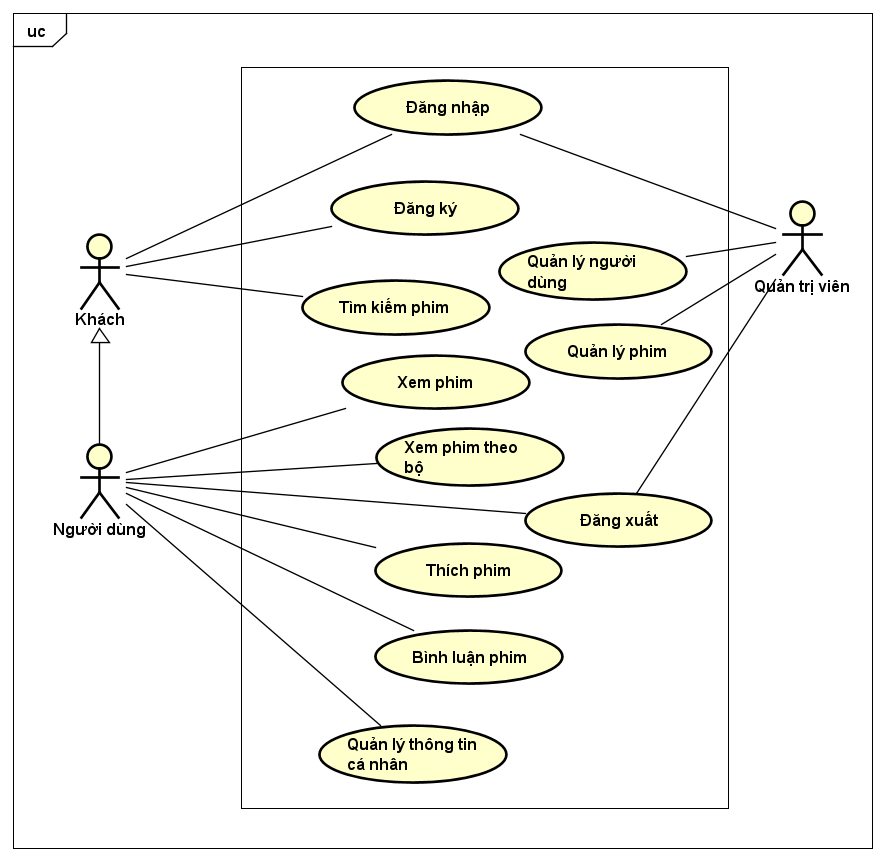 uc
Đăng nhập
Đăng ký
Khách
Tìm kiếm phim
Quản lý người
dùng
Quản trị viên
Quản lý phim
Xem phim
Xem phim theo
bộ
Người dùng
Đăng xuất
Thích phim
Bình luận phim
Quản lý thông tin
cá nhân